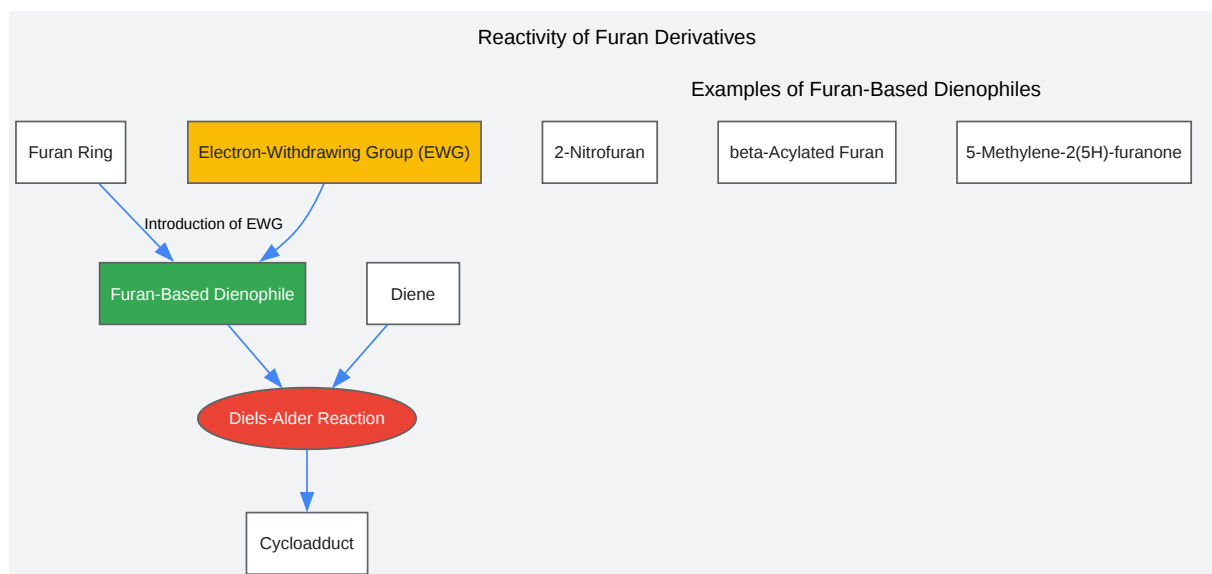 Reactivity of Furan Derivatives
Examples of Furan-Based Dienophiles
Furan Ring
Electron-Withdrawing Group (EWG)
2-Nitrofuran
beta-Acylated Furan
5-Methylene-2(5H)-furanone
Introduction of EWG
Furan-Based Dienophile
Diene
Diels-Alder Reaction
Cycloadduct